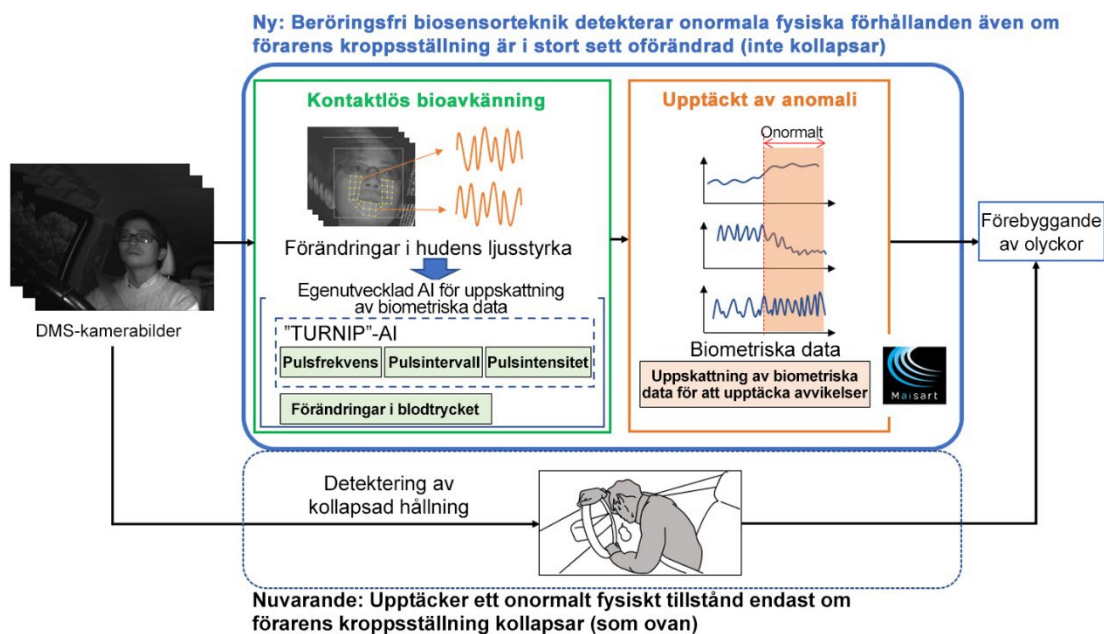 Ny: Beröringsfri biosensorteknik detekterar onormala fysiska förhållanden även om
förarens kroppsställning är i stort sett oförändrad (inte kollapsar)
Kontaktlös bioavkänning
Förändringar i hudens ljusstyrka
Egenutvecklad AI för uppskattning
av biometriska data
"TURNIP"-AI
Pulsfrekvens
Pulsintervall
Pulsintensitet
Förändringar i blodtrycket
Upptäckt av anomali
Onormalt
Biometriska data
Uppskattning av biometriska
data för att upptäcka avvikelser
Maisart
Förebyggande
av olyckor
DMS-kamerabilder
Detektering av
kollapsad hållning
Nuvarande: Upptäcker ett onormalt fysiskt tillstånd endast om
förarens kroppsställning kollapsar (som ovan)